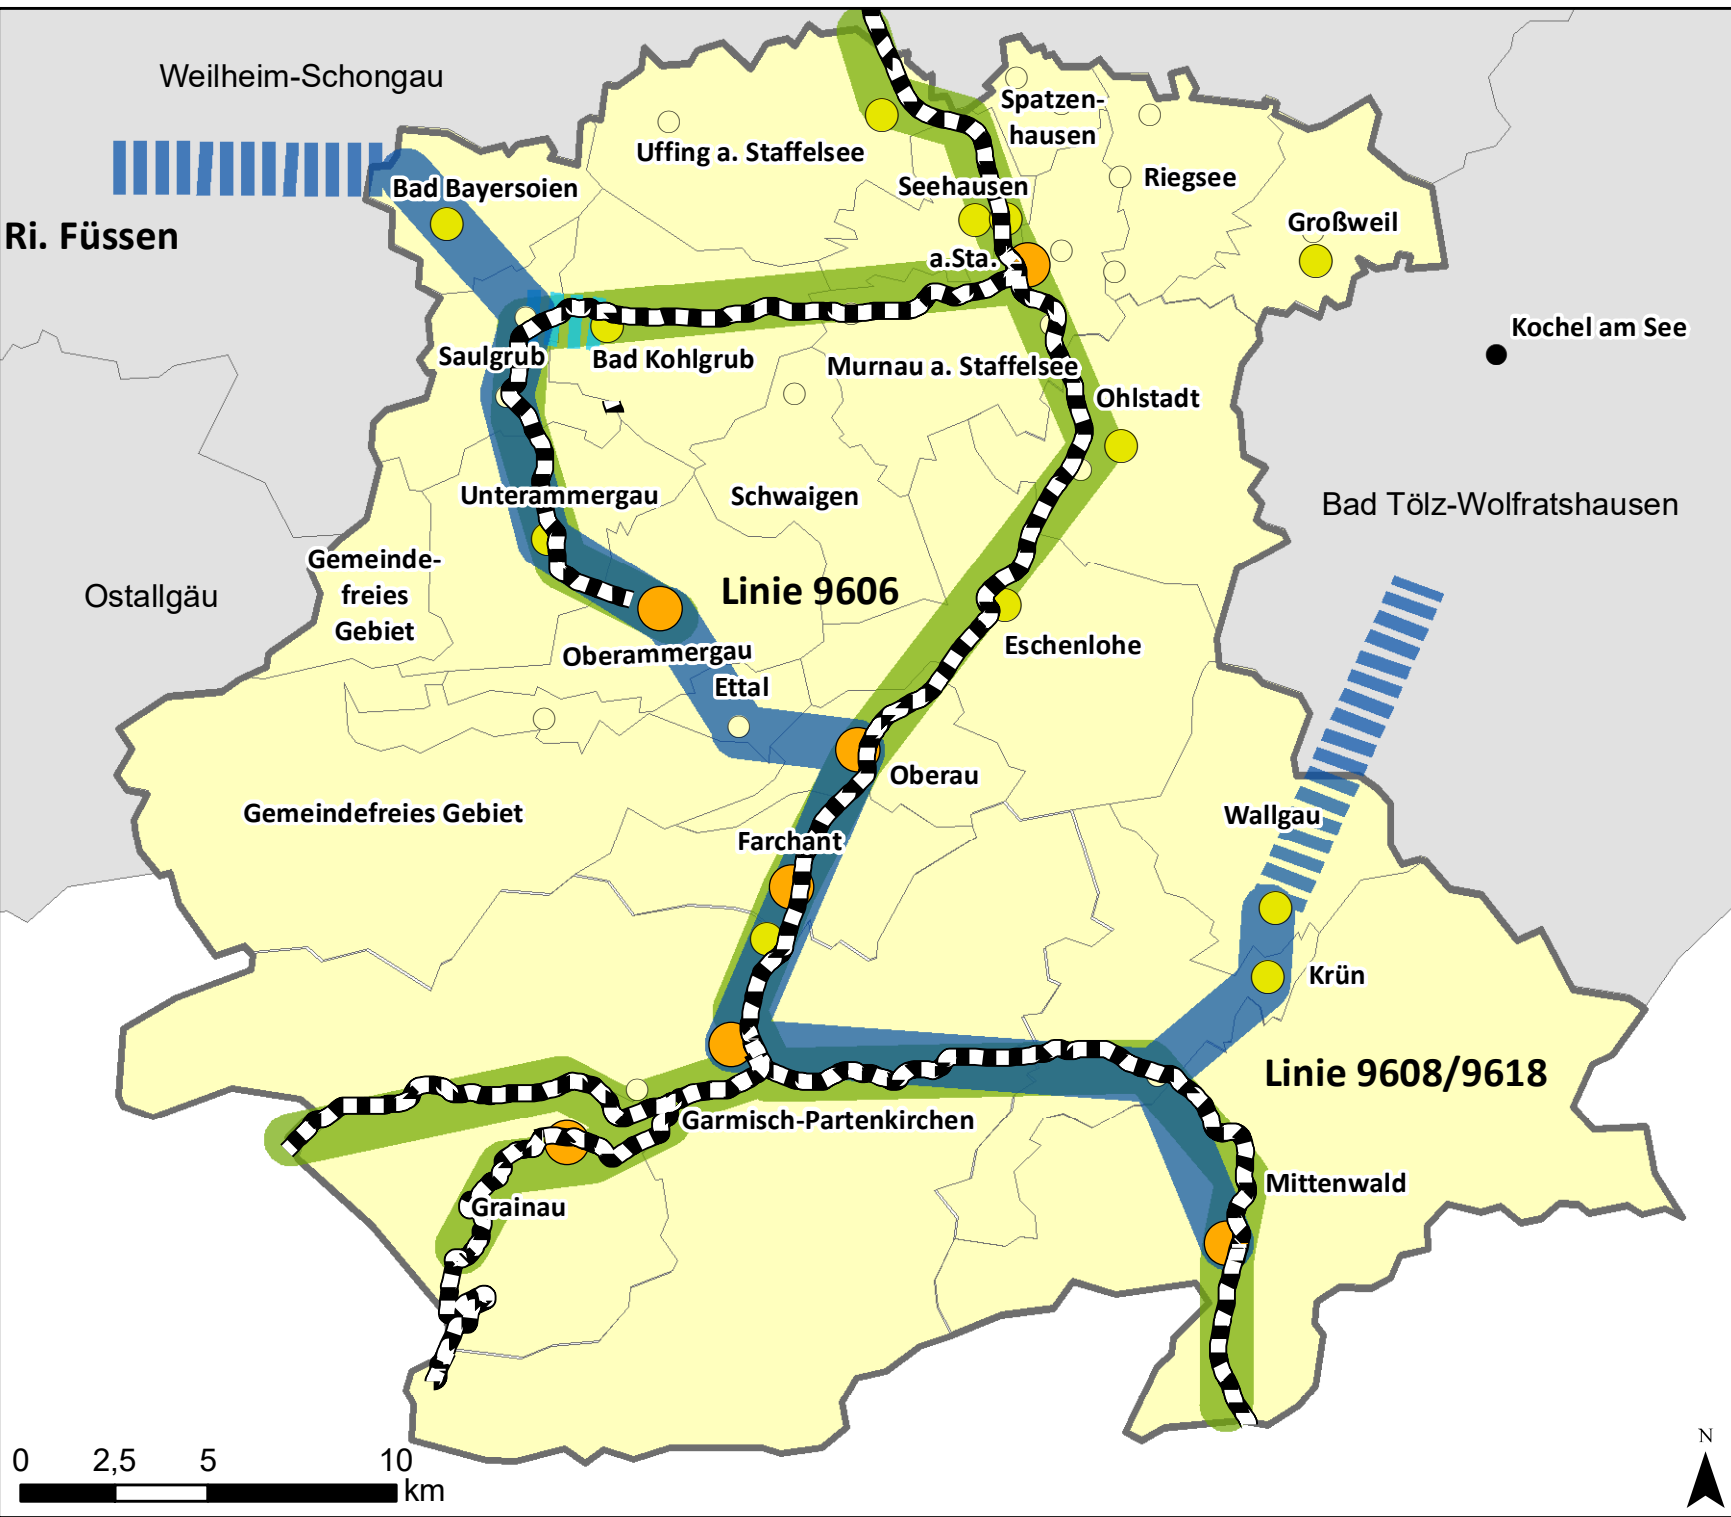 Weilheim-Schongau
Spatzen-
hausen
Uffing a. Staffelsee
Riegsee
Bad Bayersoien
Seehausen
Großweil
Ri. Füssen
a.Sta.
Kochel am See
Saulgrub
Bad Kohlgrub
Murnau a. Staffelsee
Ohlstadt
Unterammergau
Schwaigen
Bad Tölz-Wolfratshausen
Gemeinde-
freies
Gebiet
Ostallgäu
Linie 9606
Oberammergau
Eschenlohe
Ettal
Oberau
Gemeindefreies Gebiet
Wallgau
Farchant
Krün
Linie 9608/9618
Garmisch-Partenkirchen
Mittenwald
Grainau
0 2,5 5 10
km
N